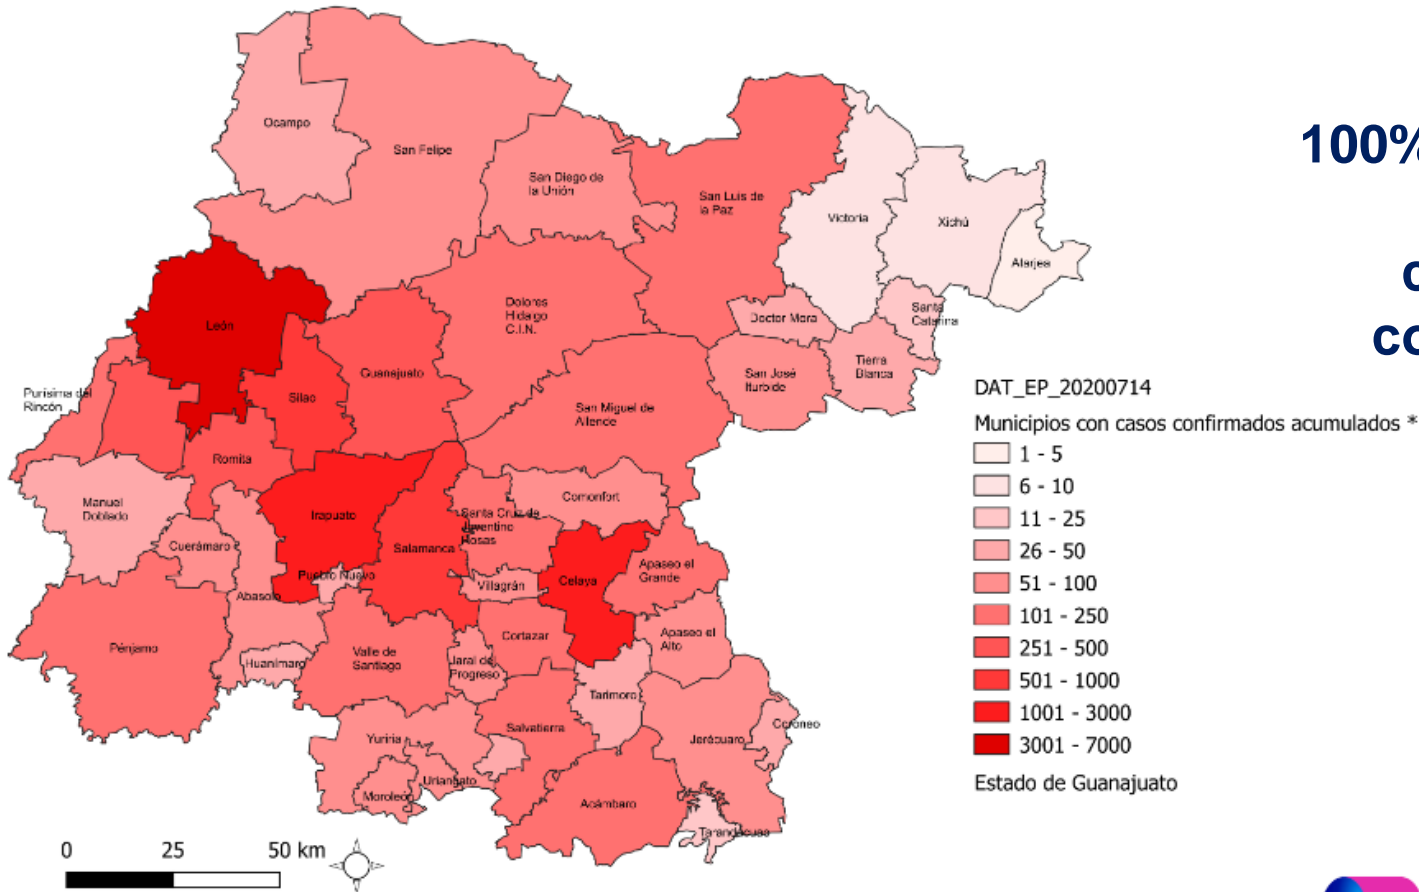 Ocampo
San Felipe
San Diego de
la Unión
San Luis de
la Paz
Victoria
Xichú
Atarjea
100%
c
co
León
Dolores
Hidalgo
C.I.N.
Doctor Mora
Santa
Catarina
Purísima del
Rincón
Silao
Guanajuato
San Miguel de
Allende
San José
Iturbide
Tierra
Blanca
Romita
Manuel
Doblado
Irapuato
Comonfort
Cuerámaro
Salamanca
Santa Cruz de
Juventino
Rosas
Pueblo Nuevo
Villagrán
Celaya
Apaseo el
Grande
Abasolo
Pénjamo
Huanímaro
Valle de
Santiago
Jaral del
Progreso
Cortazar
Apaseo el
Alto
Tarimoro
Yuriria
Salvatierra
Jerécuaro
Coroneo
Uriangato
Moroleón
Acámbaro
Tarandacuao
DAT_EP_20200714
Municipios con casos confirmados acumulados *
1 - 5
6 - 10
11 - 25
26 - 50
51 - 100
101 - 250
251 - 500
501 - 1000
1001 - 3000
3001 - 7000
Estado de Guanajuato
0 25 50 km